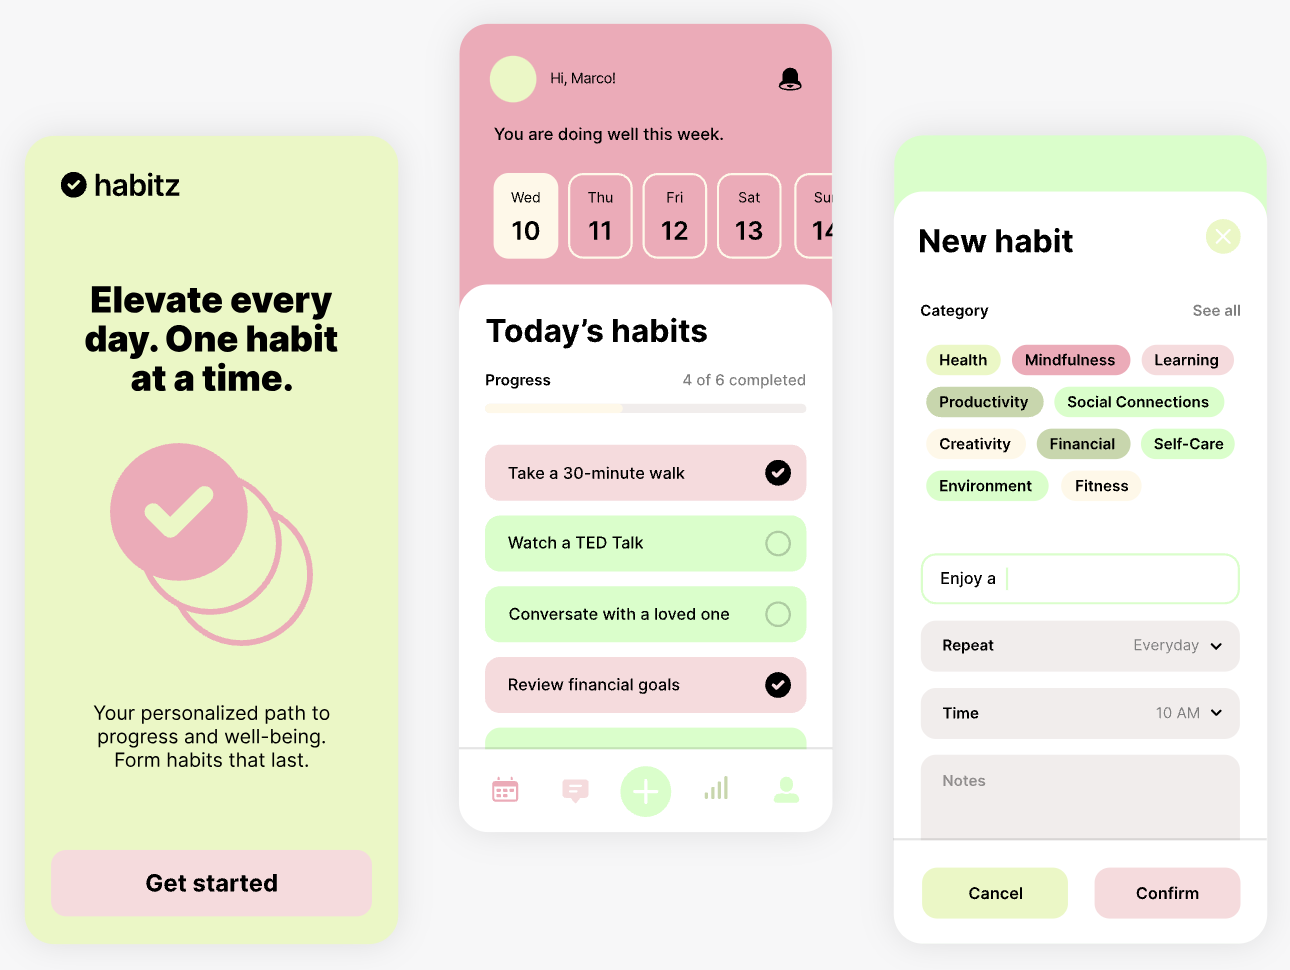 habitz
Elevate every
day. One habit
at a time.
Your personalized path to
progress and well-being.
Form habits that last.
Get started
Hi, Marco!
You are doing well this week.
Wed Thu Fri Sat Sun
10 11 12 13 14
Today’s habits
Progress 4 of 6 completed
Take a 30-minute walk
Watch a TED Talk
Conversate with a loved one
Review financial goals
New habit
Category See all
Health Mindfulness Learning
Productivity Social Connections
Creativity Financial Self-Care
Environment Fitness
Enjoy a
Repeat Everyday
Time 10 AM
Notes
Cancel Confirm